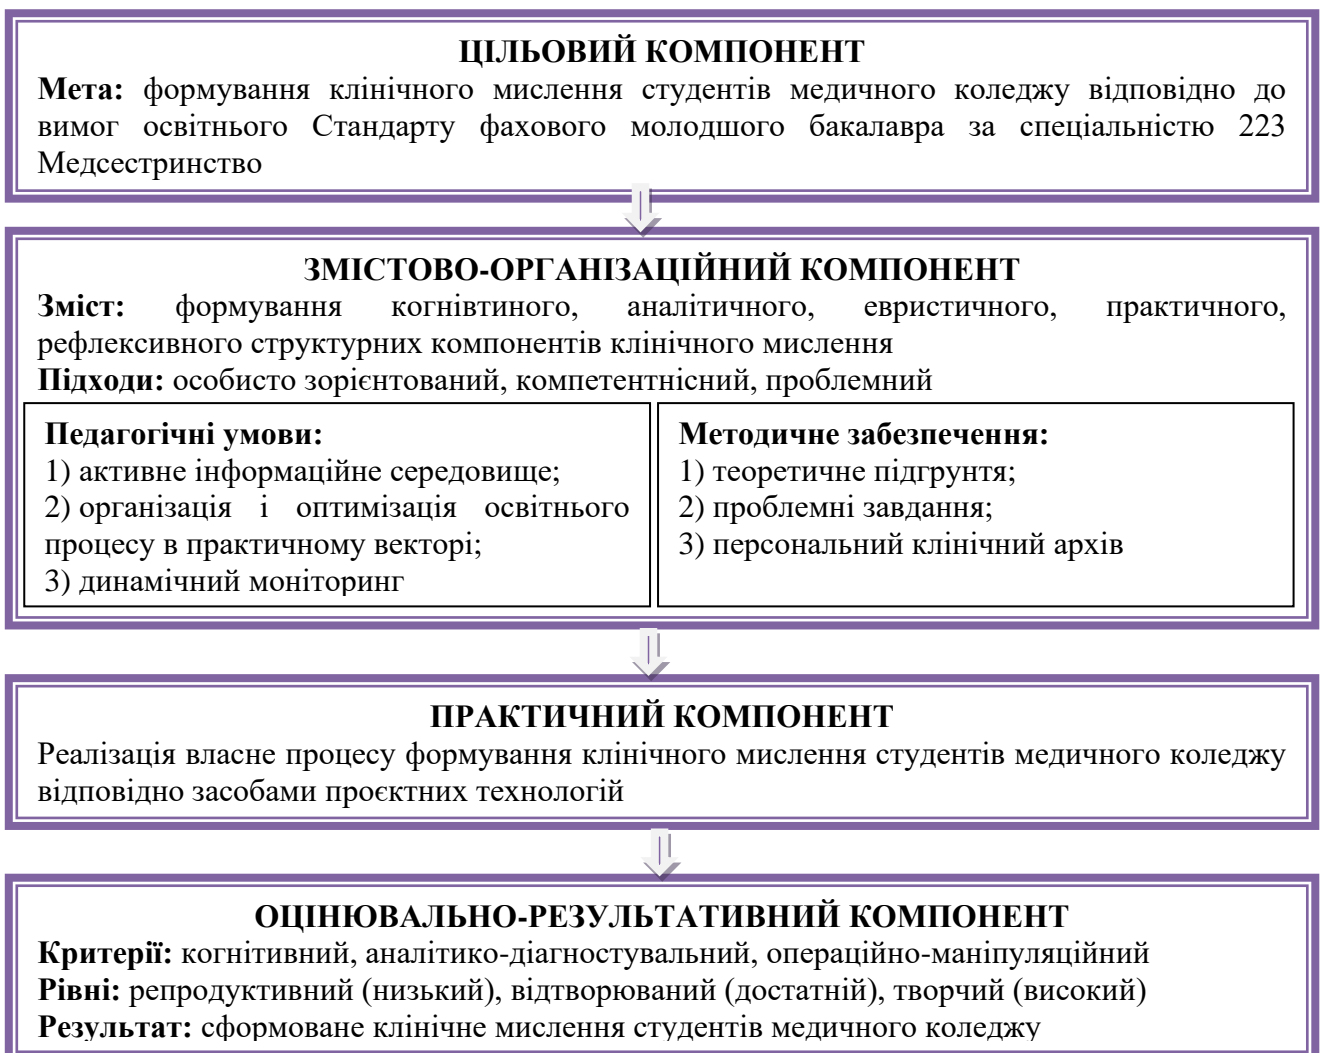 ЦІЛЬОВИЙ КОМПОНЕНТ
Мета: формування клінічного мислення студентів медичного коледжу відповідно до
вимог освітнього Стандарту фахового молодшого бакалавра за спеціальністю 223
Медсестринство
ЗМІСТОВО-ОРГАНІЗАЦІЙНИЙ КОМПОНЕНТ
Зміст: формування когнівтиного, аналітичного, евристичного, практичного,
рефлексивного структурних компонентів клінічного мислення
Підходи: особисто зорієнтований, компетентнісний, проблемний
Педагогічні умови:
1) активне інформаційне середовище;
2) організація і оптимізація освітнього
процесу в практичному векторі;
3) динамічний моніторинг
Методичне забезпечення:
1) теоретичне підгрунтя;
2) проблемні завдання;
3) персональний клінічний архів
ПРАКТИЧНИЙ КОМПОНЕНТ
Реалізація власне процесу формування клінічного мислення студентів медичного коледжу
відповідно засобами проєктних технологій
ОЦІНЮВАЛЬНО-РЕЗУЛЬТАТИВНИЙ КОМПОНЕНТ
Критерії: когнітивний, аналітико-діагностувальний, операційно-маніпуляційний
Рівні: репродуктивний (низький), відтворюваний (достатній), творчий (високий)
Результат: сформоване клінічне мислення студентів медичного коледжу